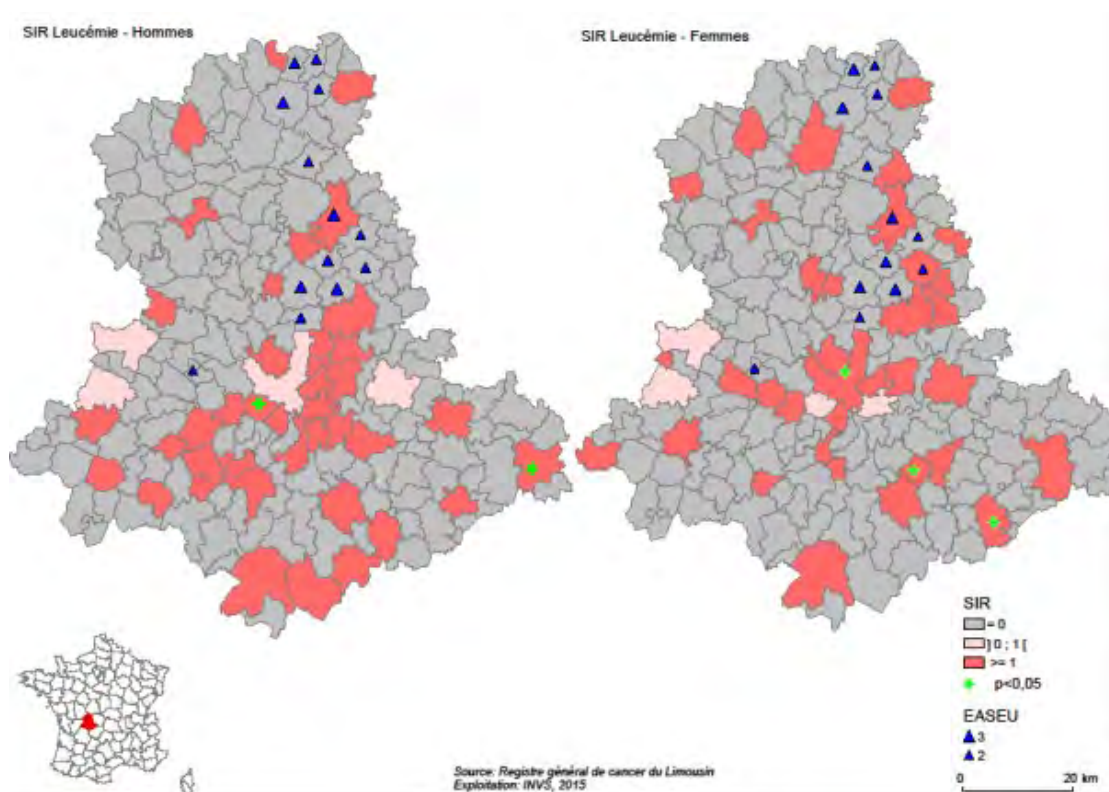 SIR Leucémie - Hommes
SIR Leucémie - Femmes
SIR
= 0
] 0 ; 1 [
>= 1
p<0,05
EASEU
3
2
0 20 km
Source: Registre général de cancer du Limousin
Exploitation: INVS, 2015